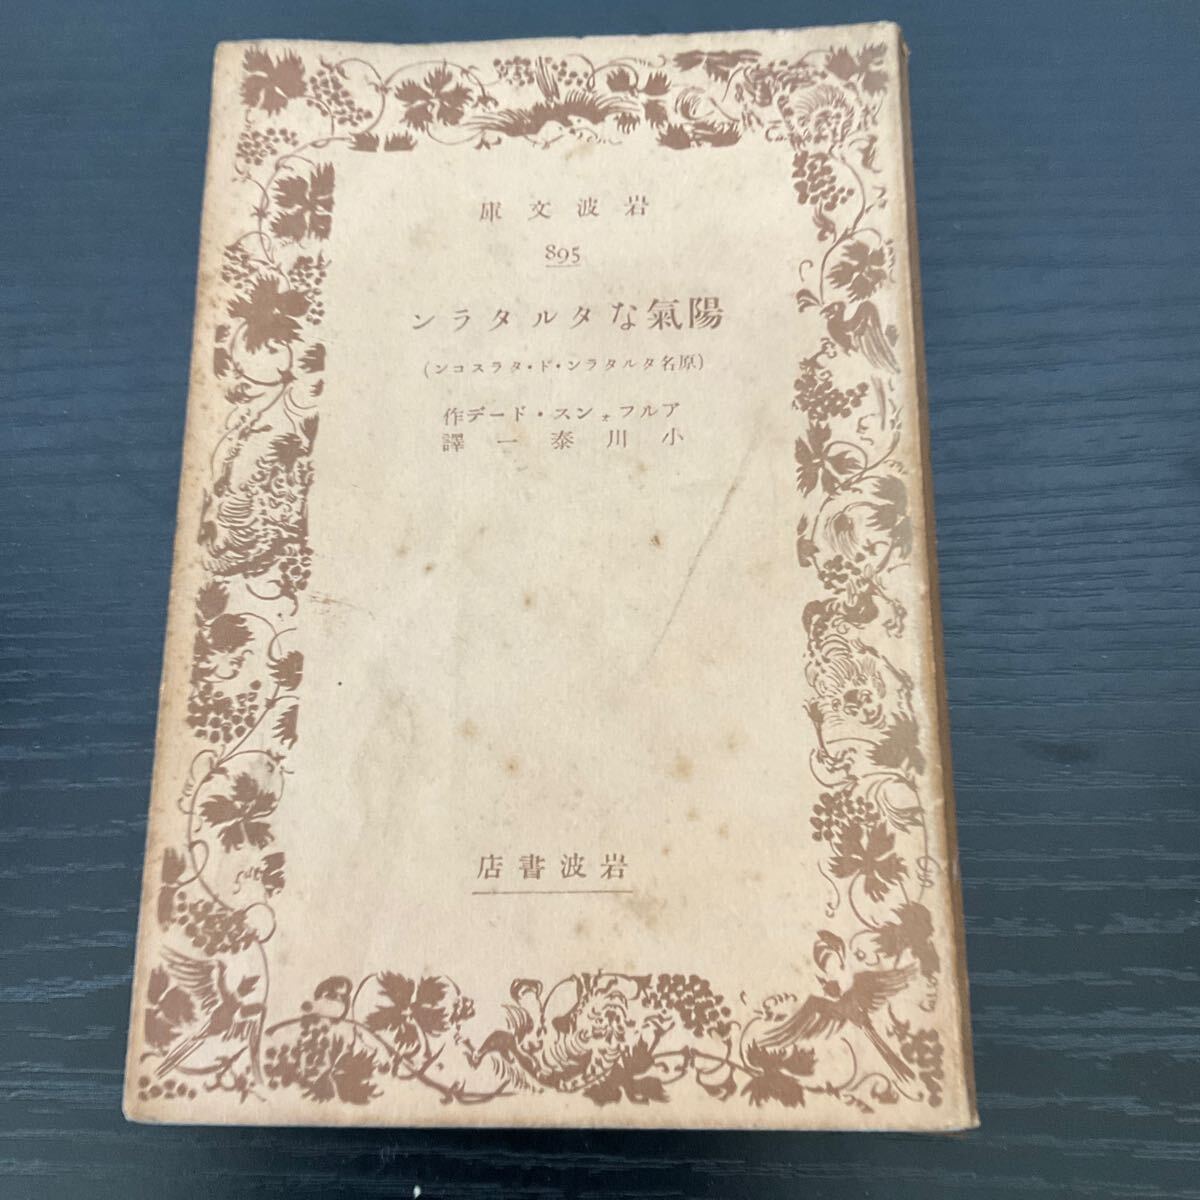 岩波文庫
895
陽氣なタルタラン
(原名タルタラン・ド・タラスコン)
アルフォンス・ドーデ作
小川泰一譯
岩波書店